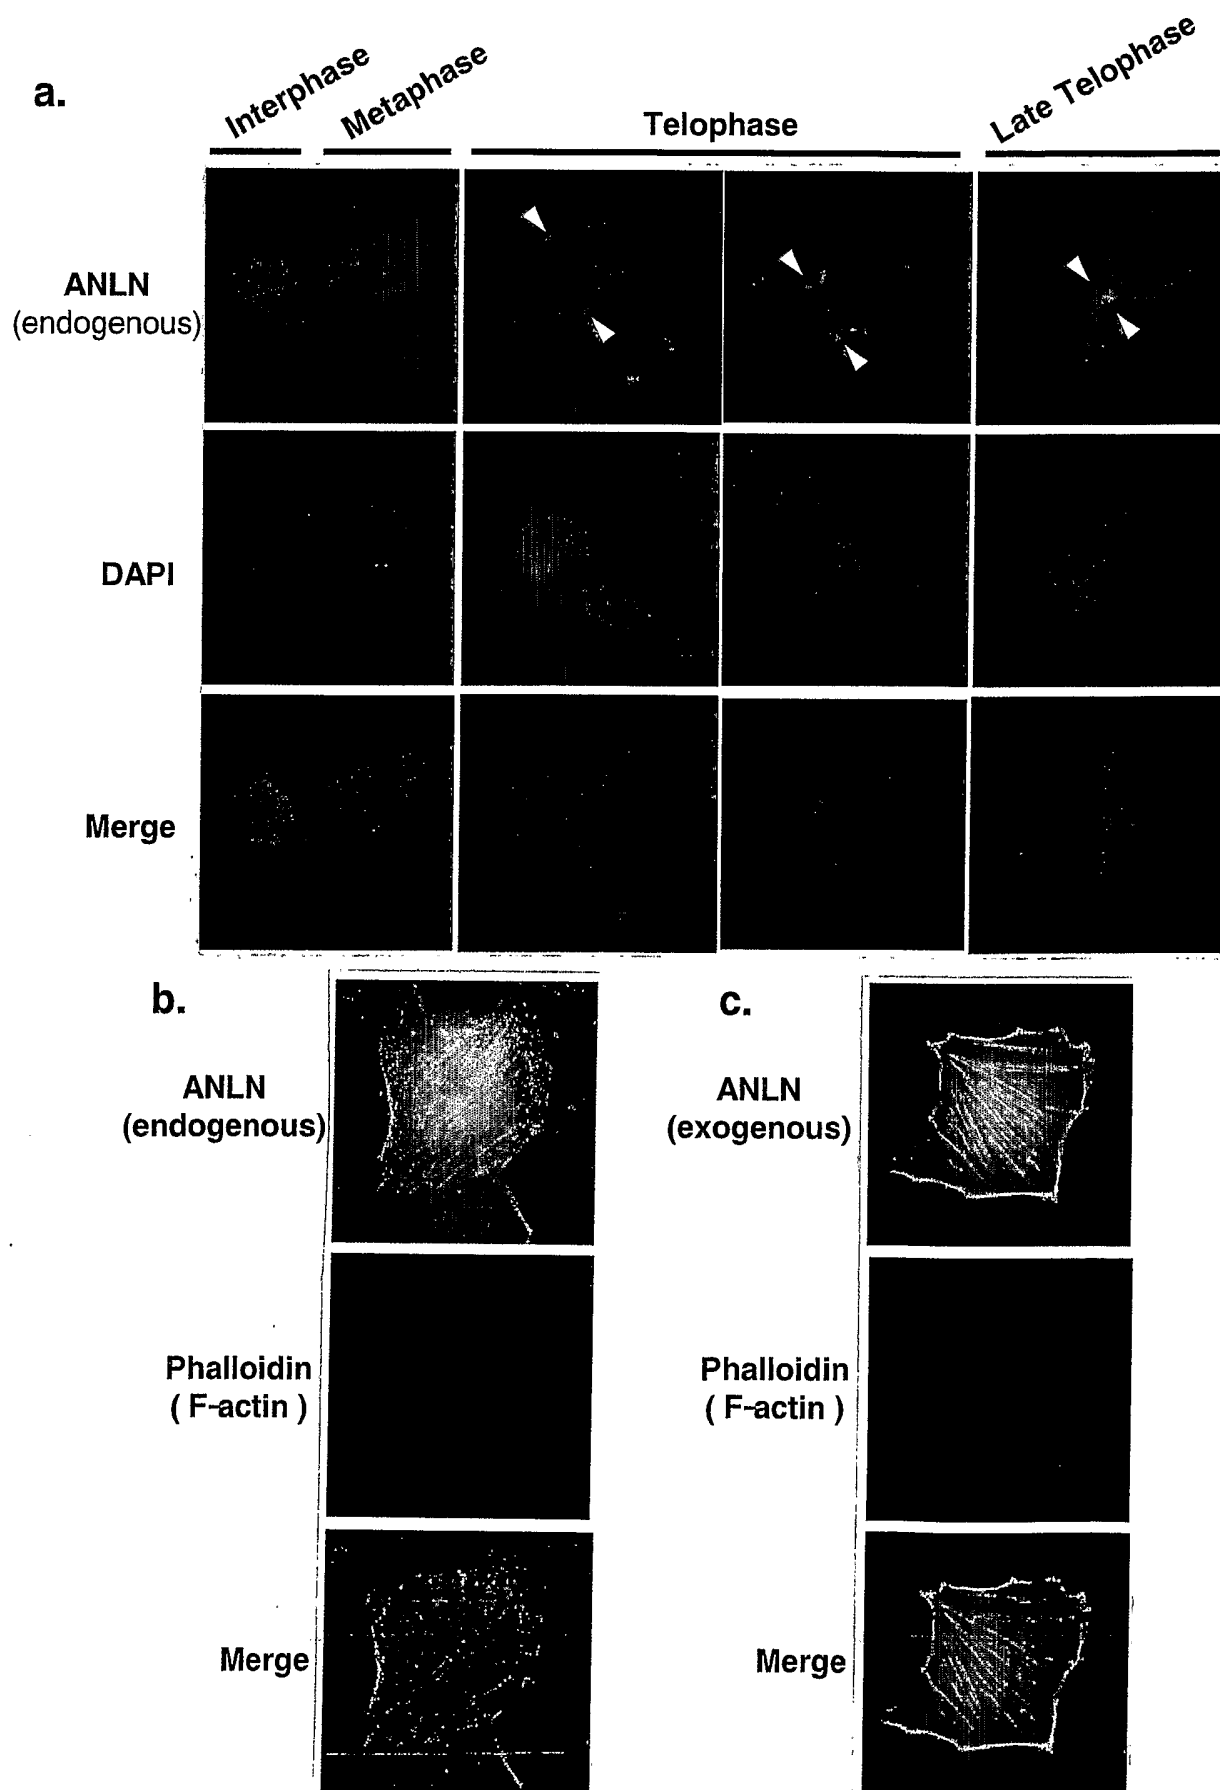 a.
Interphase
Metaphase
Telophase
Late Telophase
ANLN
(endogenous)
DAPI
Merge
b.
ANLN
(endogenous)
Phalloidin
( F-actin )
Merge
c.
ANLN
(exogenous)
Phalloidin
( F-actin )
Merge